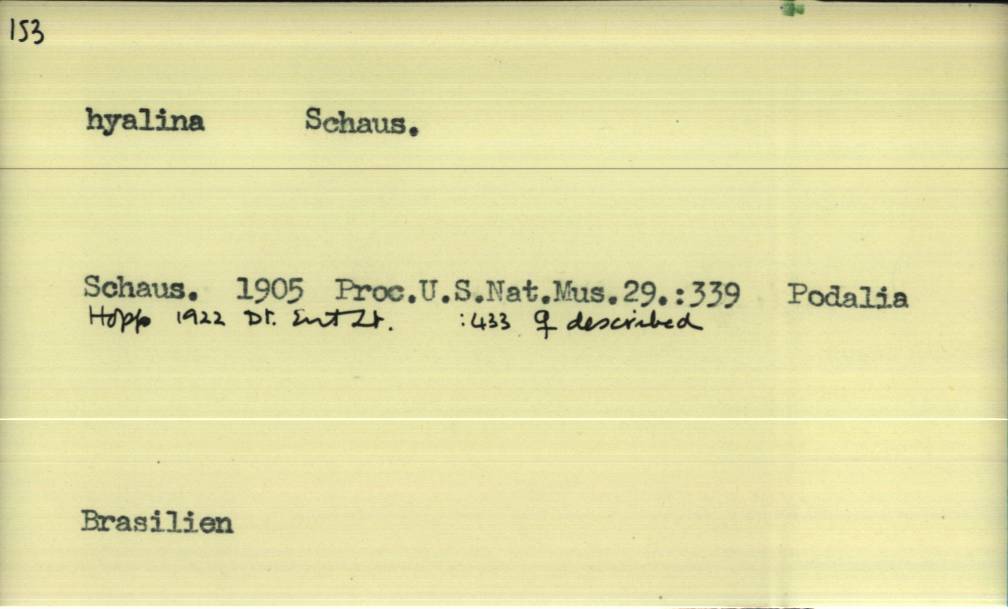 153
hyalina Schaus.
Schaus. 1905 Proc.U.S.Nat.Mus.29.:339 Podalia
Hopp 1922 Dt. Ent Zt. :433 ♀ described
Brasilien